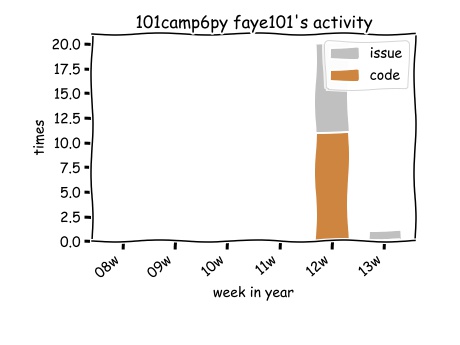 101camp6py faye101's activity
issue
code
times
20.0
17.5
15.0
12.5
10.0
7.5
5.0
2.5
0.0
08w
09w
10w
11w
12w
13w
week in year